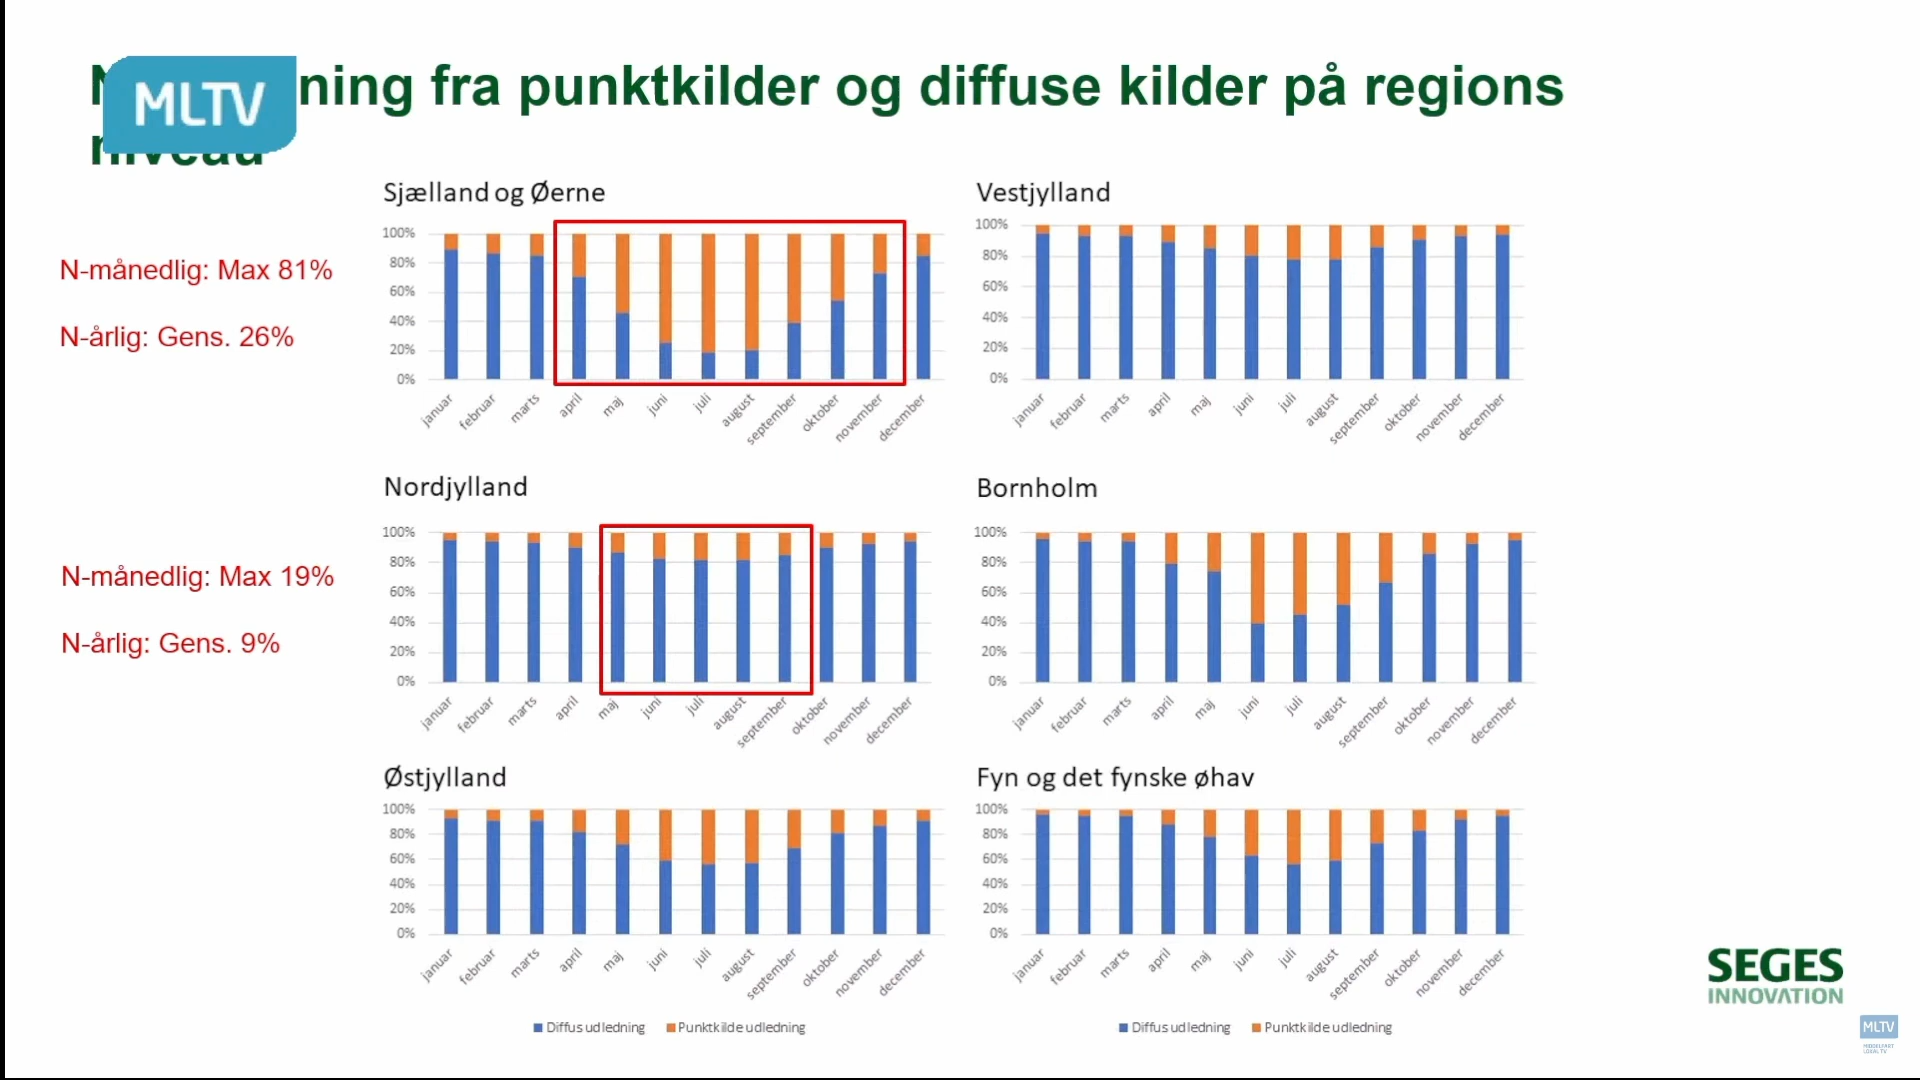 MLTV
ning fra punktkilder og diffuse kilder på regions
niveau
N-månedlig: Max 81%
N-årlig: Gens. 26%
Sjælland og Øerne
100%
80%
60%
40%
20%
0%
januar februar marts april maj juni juli august september oktober november december
Vestjylland
100%
80%
60%
40%
20%
0%
januar februar marts april maj juni juli august september oktober november december
N-månedlig: Max 19%
N-årlig: Gens. 9%
Nordjylland
100%
80%
60%
40%
20%
0%
januar februar marts april maj juni juli august september oktober november december
Bornholm
100%
80%
60%
40%
20%
0%
januar februar marts april maj juni juli august september oktober november december
Østjylland
100%
80%
60%
40%
20%
0%
januar februar marts april maj juni juli august september oktober november december
Diffus udledning Punktkilde udledning
Fyn og det fynske øhav
100%
80%
60%
40%
20%
0%
januar februar marts april maj juni juli august september oktober november december
Diffus udledning Punktkilde udledning
SEGES
INNOVATION
MLTV
MIDDELFART
LOKAL TV